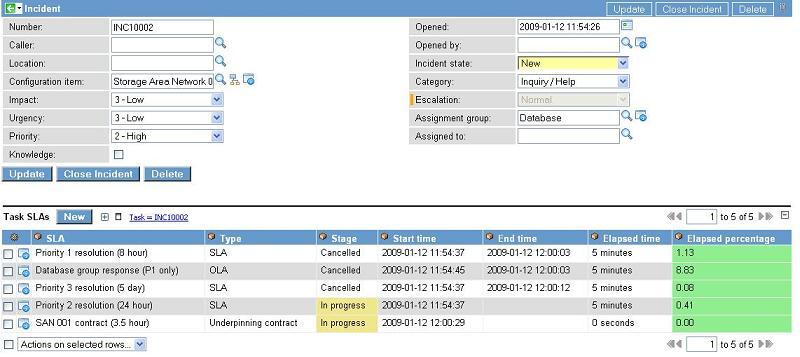 Incident Update Close Incident Delete
Number: INC10002 Opened: 2009-01-12 11:54:26
Caller: Opened by:
Location: Incident state: New
Configuration item: Storage Area Network 0 Category: Inquiry / Help
Impact: 3 - Low Escalation: Normal
Urgency: 3 - Low Assignment group: Database
Priority: 2 - High Assigned to:
Knowledge:
Update Close Incident Delete
Task SLAs New Task = INC10002 1 to 5 of 5
SLA Type Stage Start time End time Elapsed time Elapsed percentage
Priority 1 resolution (8 hour) SLA Cancelled 2009-01-12 11:54:37 2009-01-12 12:00:03 5 minutes 1.13
Database group response (P1 only) OLA Cancelled 2009-01-12 11:54:45 2009-01-12 12:00:03 5 minutes 8.83
Priority 3 resolution (5 day) SLA Cancelled 2009-01-12 11:54:37 2009-01-12 12:00:12 5 minutes 0.08
Priority 2 resolution (24 hour) SLA In progress 2009-01-12 11:54:37 5 minutes 0.41
SAN 001 contract (3.5 hour) Underpinning contract In progress 2009-01-12 12:00:29 0 seconds 0.00
Actions on selected rows... 1 to 5 of 5